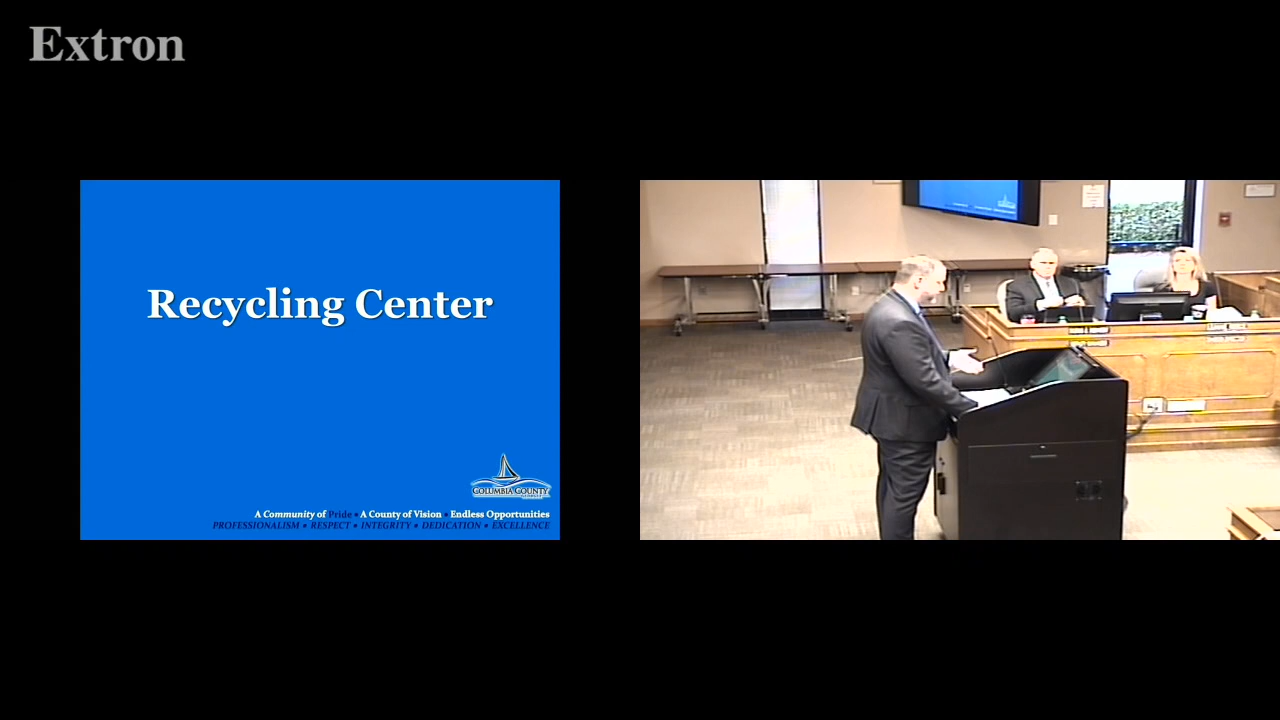 Extron
Recycling Center
COLUMBIA COUNTY
A Community of Pride • A County of Vision • Endless Opportunities
PROFESSIONALISM • RESPECT • INTEGRITY • DEDICATION • EXCELLENCE